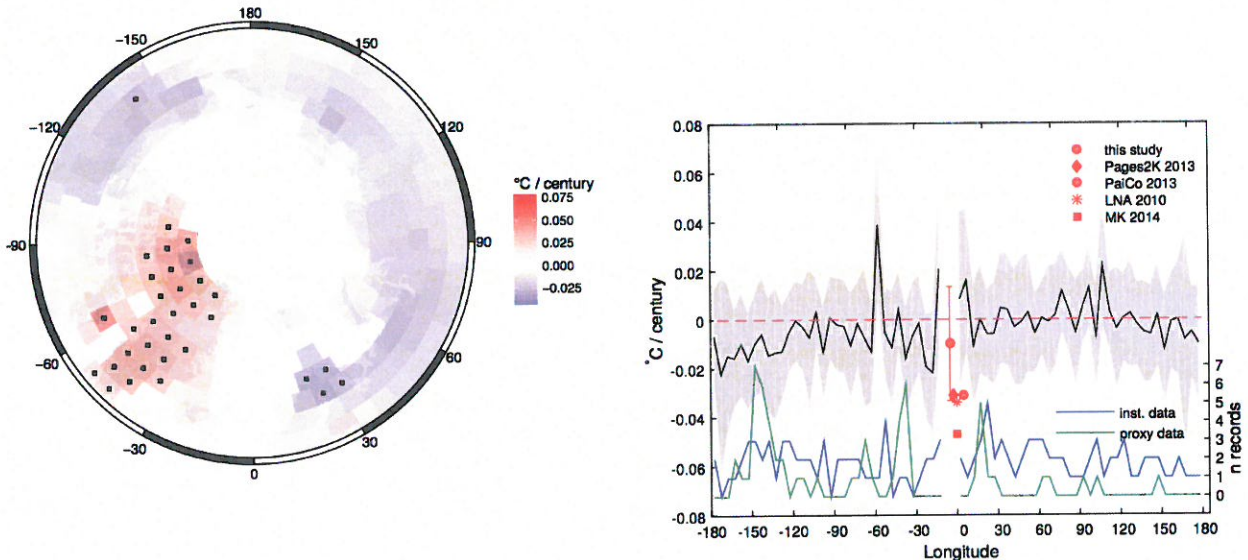 180
-150
150
-120
120
-90
90
-60
60
-30
30
0
°C / century
0.075
0.050
0.025
0.000
-0.025
0.08
0.06
0.04
0.02
0
-0.02
-0.04
-0.06
-0.08
°C / century
this study
Pages2K 2013
PaiCo 2013
LNA 2010
MK 2014
inst. data
proxy data
7
6
5
4
3
2
1
0
n records
-180 -150 -120 -90 -60 -30 0 30 60 90 120 150 180
Longitude